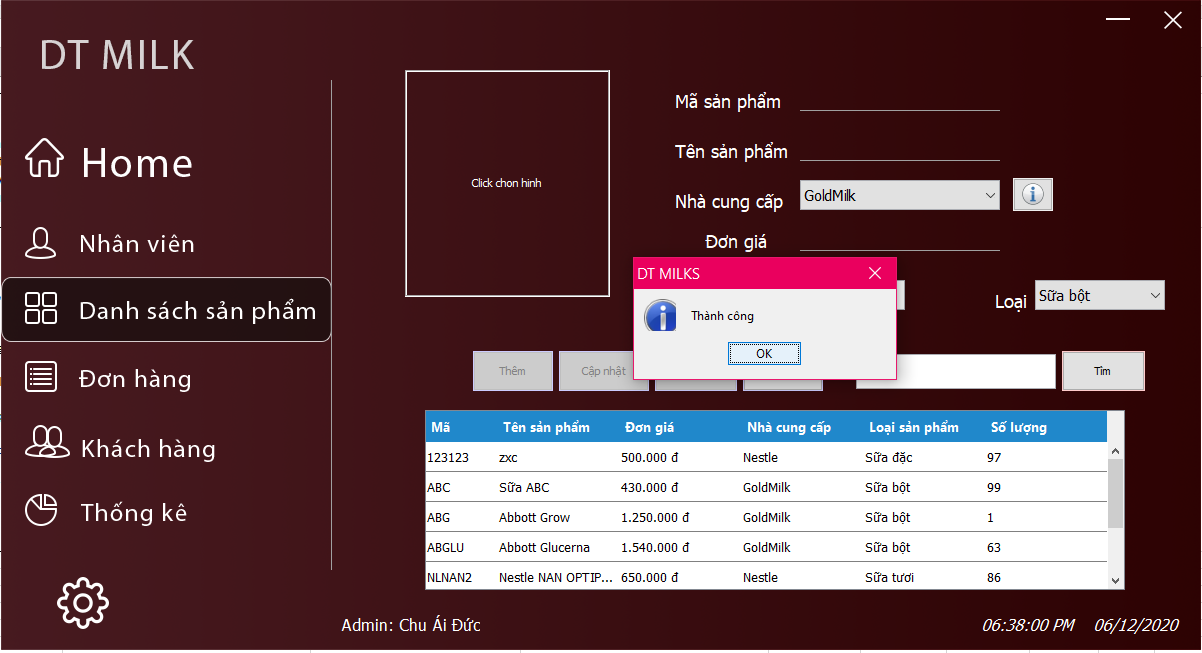 DT MILK
Home
Nhân viên
Danh sách sản phẩm
Đơn hàng
Khách hàng
Thống kê
Click chon hinh
Mã sản phẩm
Tên sản phẩm
Nhà cung cấp GoldMilk
Đơn giá
Loại Sữa bột
DT MILKS
Thành công
OK
Thêm Cập nhật Tìm
Mã Tên sản phẩm Đơn giá Nhà cung cấp Loại sản phẩm Số lượng
123123 zxc 500.000 đ Nestle Sữa đặc 97
ABC Sữa ABC 430.000 đ GoldMilk Sữa bột 99
ABG Abbott Grow 1.250.000 đ GoldMilk Sữa bột 1
ABGLU Abbott Glucerna 1.540.000 đ GoldMilk Sữa bột 63
NLNAN2 Nestle NAN OPTIP... 650.000 đ Nestle Sữa tươi 86
Admin: Chu Ái Đức 06:38:00 PM 06/12/2020